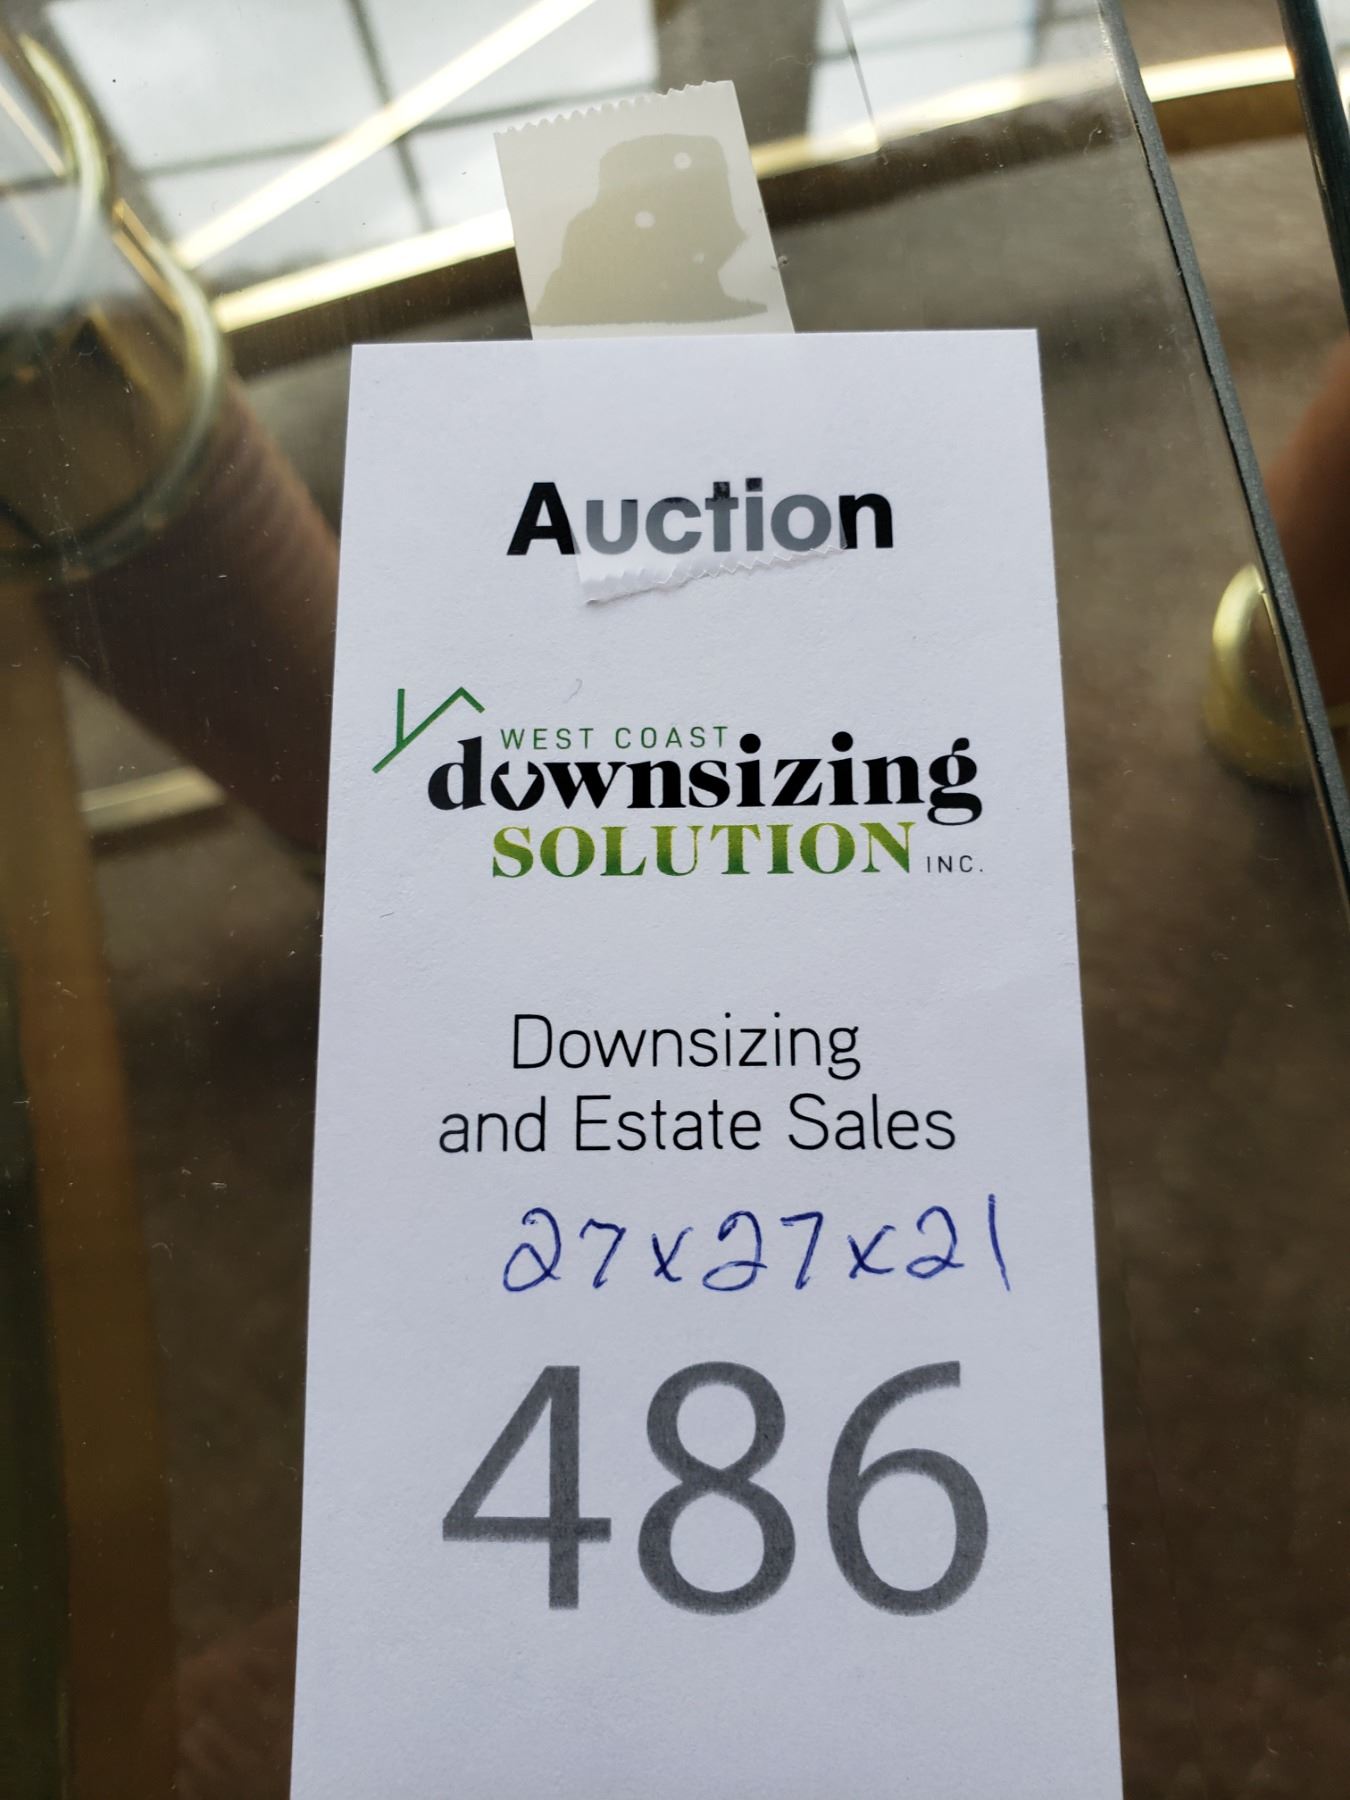 Auction
WEST COAST
downsizing
SOLUTION INC.
Downsizing
and Estate Sales
27x27x21
486